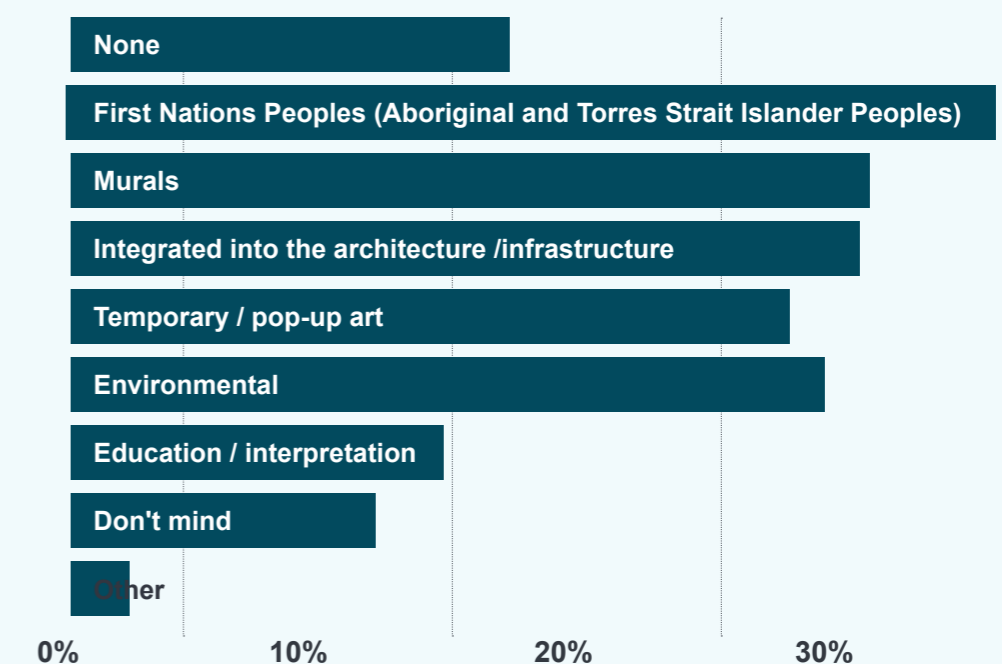 None
First Nations Peoples (Aboriginal and Torres Strait Islander Peoples)
Murals
Integrated into the architecture /infrastructure
Temporary / pop-up art
Environmental
Education / interpretation
Don't mind
Other
0% 10% 20% 30%